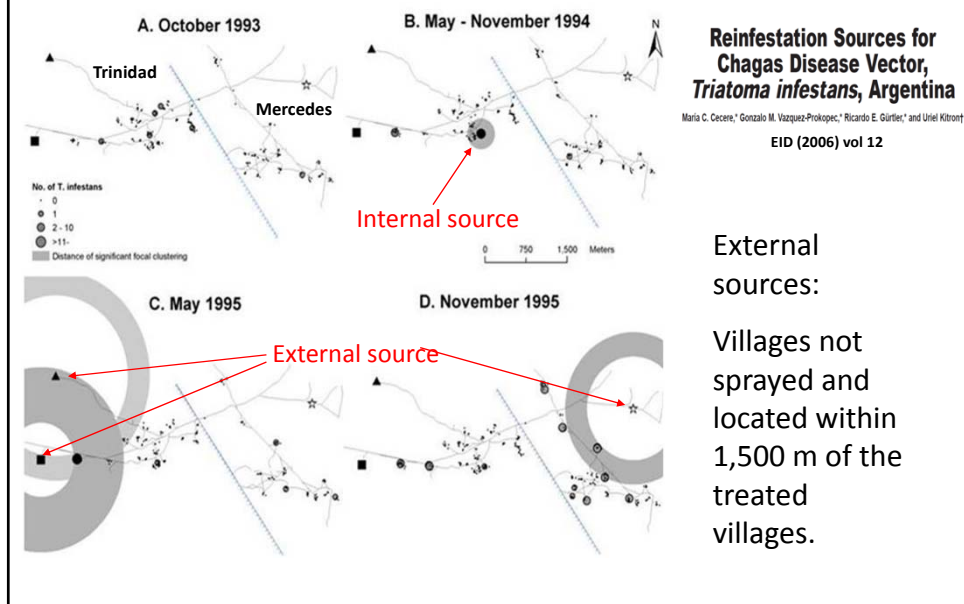 A. October 1993
Trinidad
Mercedes
No. of T. infestans
0
1
2 - 10
>11-
Distance of significant focal clustering
B. May - November 1994
N
Internal source
0 750 1,500 Meters
C. May 1995
D. November 1995
External source
Reinfestation Sources for
Chagas Disease Vector,
Triatoma infestans, Argentina
Maria C. Cecere,* Gonzalo M. Vazquez-Prokopec,* Ricardo E. Gürtler,* and Uriel Kitron†
EID (2006) vol 12
External
sources:
Villages not
sprayed and
located within
1,500 m of the
treated
villages.